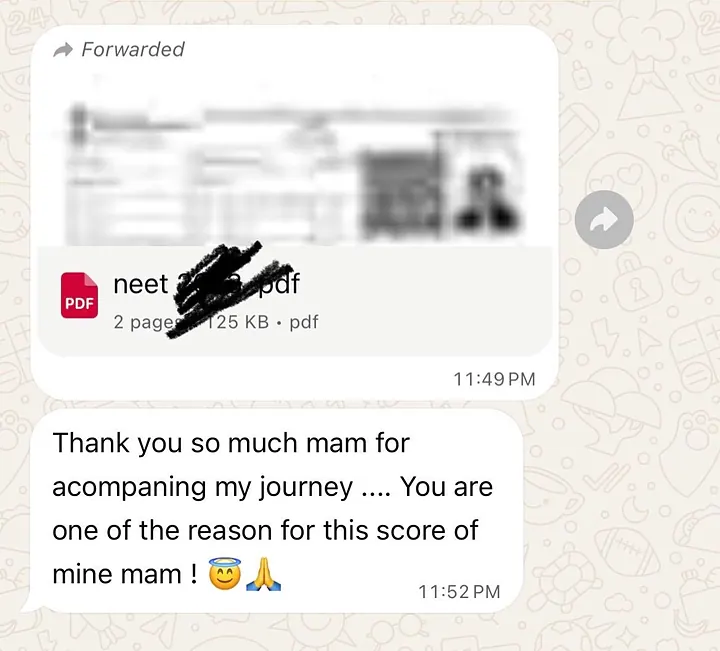 Forwarded
PDF
neet pdf
2 pages 125 KB • pdf
11:49 PM
Thank you so much mam for
acompaning my journey .... You are
one of the reason for this score of
mine mam ! 😇🙏
11:52 PM